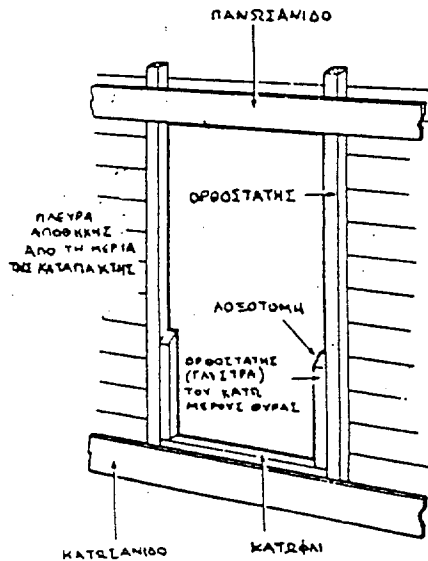 ΠΑΝΩΣΑΝΙΔΟ
ΟΡΘΟΣΤΑΤΗΣ
ΠΛΕΥΡΑ
ΑΠΟΘΗΚΗΣ
ΑΠΟ ΤΗ ΜΕΡΙΑ
ΤΗΣ ΚΑΤΑΠΑΚΤΗΣ
ΛΟΞΟΤΟΜΗ
ΟΡΘΟΣΤΑΤΗΣ
(ΓΛΥΣΤΡΑ)
ΤΟΥ ΚΑΤΩ
ΜΕΡΟΥΣ ΘΥΡΑΣ
ΚΑΤΩΣΑΝΙΔΟ
ΚΑΤΩΦΛΙ